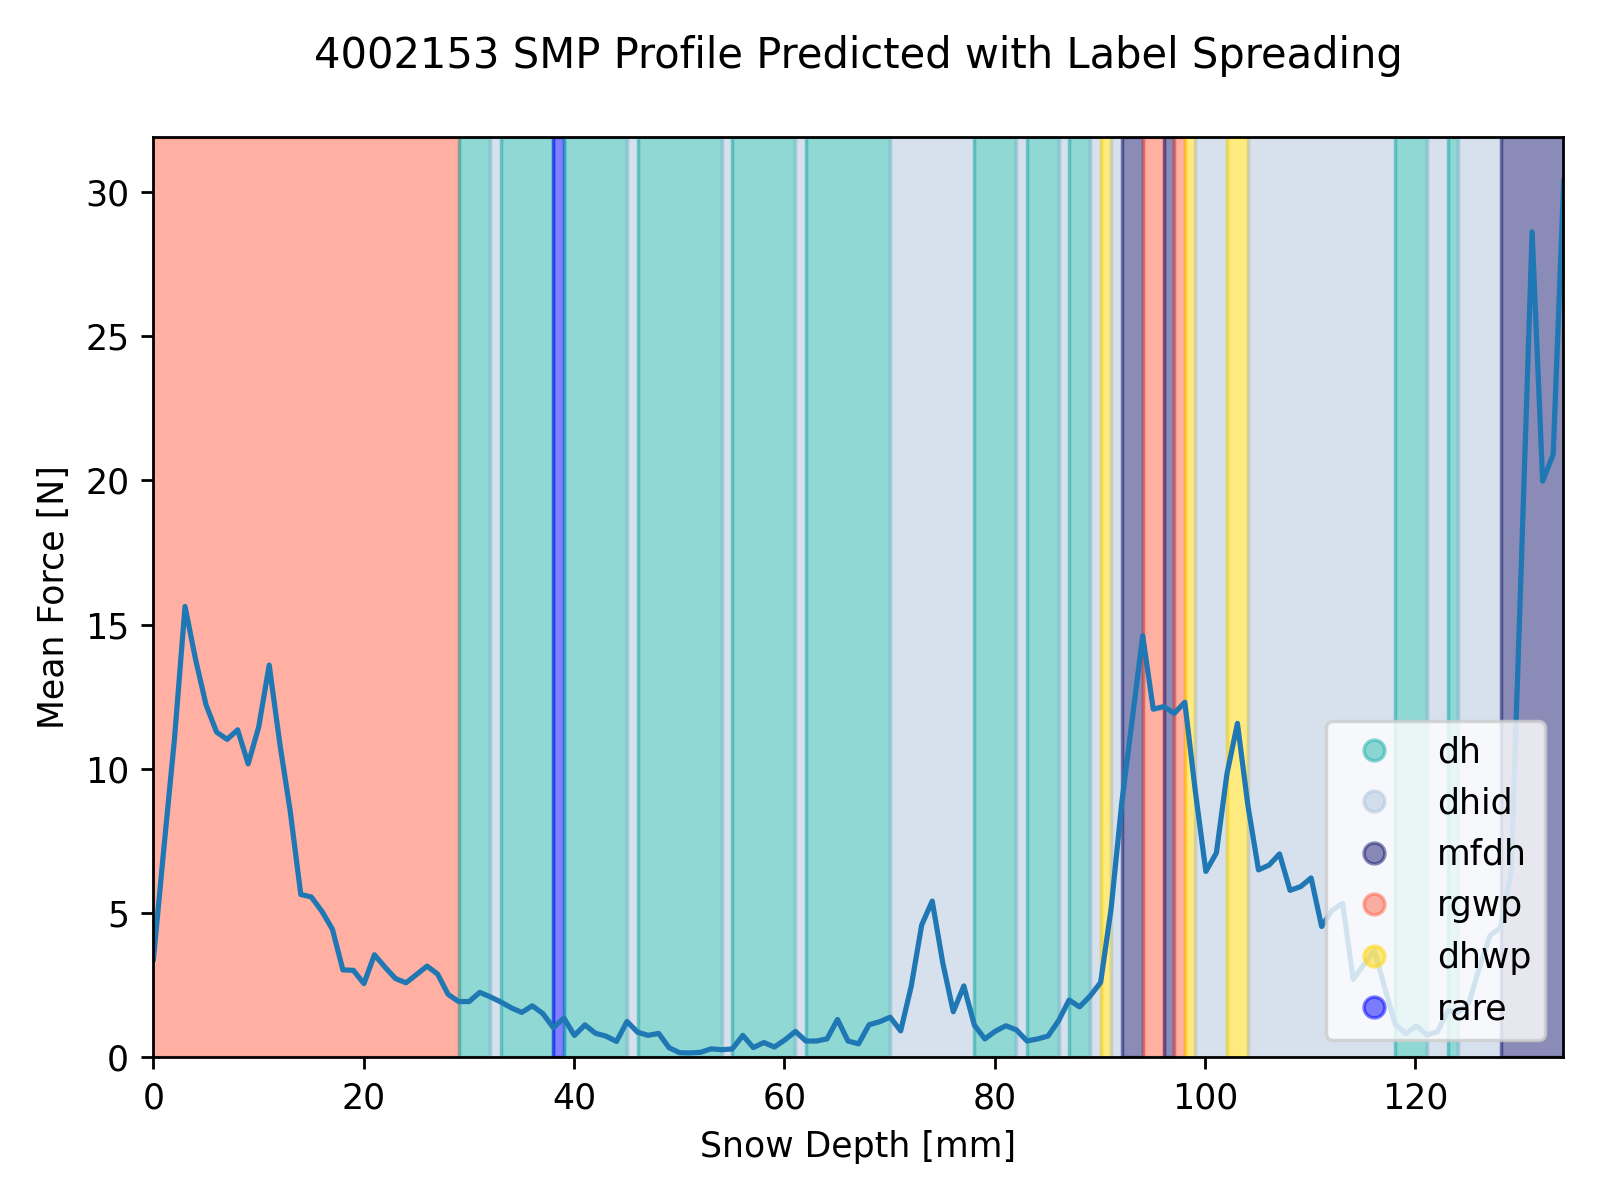 4002153 SMP Profile Predicted with Label Spreading
30
25
20
15
10
5
0
Mean Force [N]
dh
dhid
mfdh
rgwp
dhwp
rare
0 20 40 60 80 100 120
Snow Depth [mm]